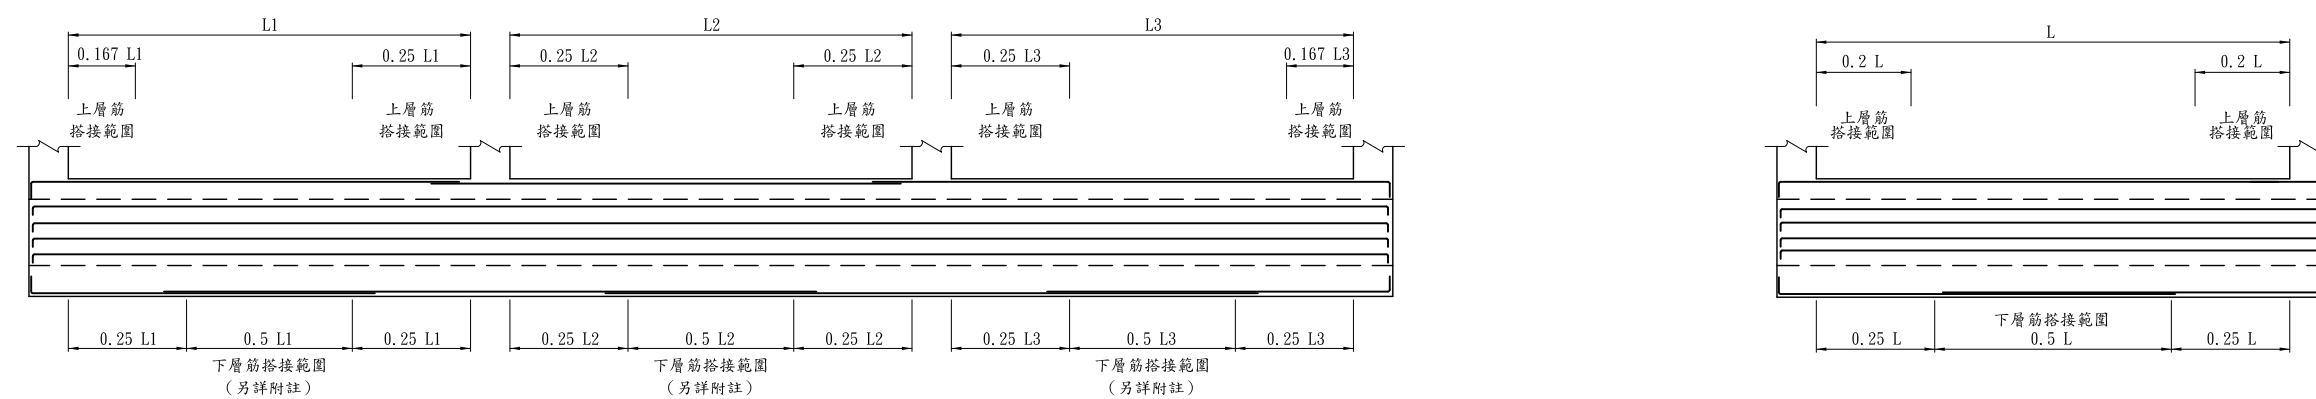 L1 L2 L3 L
0.167 L1 0.25 L1 0.25 L2 0.25 L2 0.25 L3 0.167 L3 0.2 L 0.2 L
上層筋 上層筋 上層筋 上層筋 上層筋 上層筋 上層筋 上層筋
搭接範圍 搭接範圍 搭接範圍 搭接範圍 搭接範圍 搭接範圍 搭接範圍 搭接範圍
下層筋搭接範圍
0.25 L1 0.5 L1 0.25 L1 0.25 L2 0.5 L2 0.25 L2 0.25 L3 0.5 L3 0.25 L3 0.25 L 0.5 L 0.25 L
下層筋搭接範圍 下層筋搭接範圍 下層筋搭接範圍
(另詳附註) (另詳附註) (另詳附註)